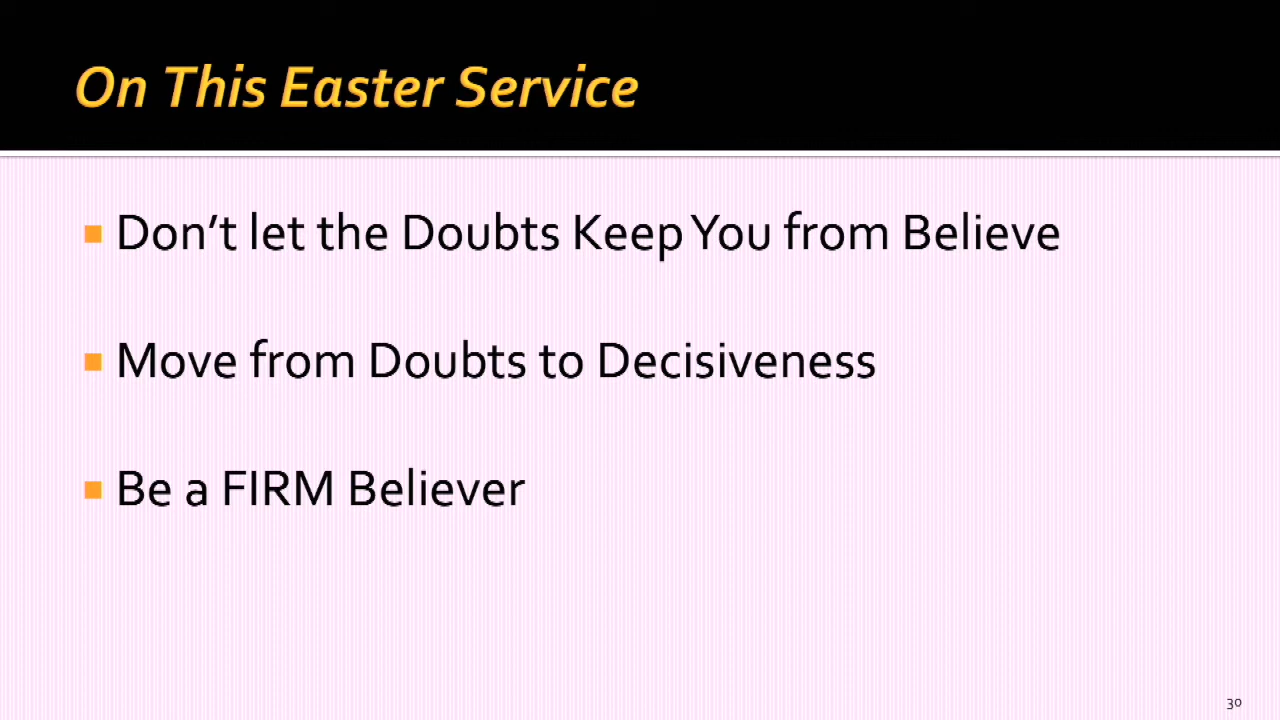 On This Easter Service
▪ Don’t let the Doubts Keep You from Believe
▪ Move from Doubts to Decisiveness
▪ Be a FIRM Believer
30